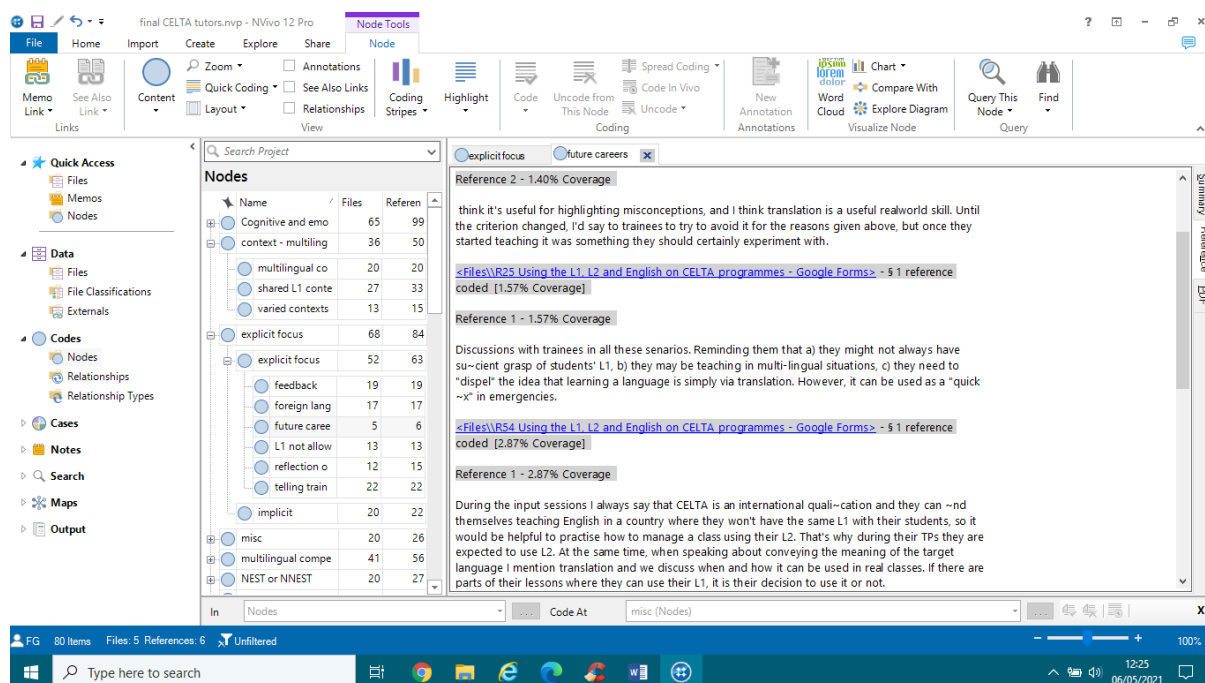 final CELTA tutors.nvp - NVivo 12 Pro
Node Tools
?
File Home Import Create Explore Share Node
Memo Link
See Also Link
Content
Zoom
Quick Coding
Layout
Annotations
See Also Links
Relationships
Coding Stripes
Highlight
Code
Uncode from This Node
Spread Coding
Code In Vivo
Uncode
New Annotation
Word Cloud
Chart
Compare With
Explore Diagram
Query This Node
Find
Links View Coding Annotations Visualize Node Query
Quick Access
Files
Memos
Nodes
Data
Files
File Classifications
Externals
Codes
Nodes
Relationships
Relationship Types
Cases
Notes
Search
Maps
Output
Search Project
Nodes
Name Files Referen
Cognitive and emo 65 99
context - multiling 36 50
multilingual co 20 20
shared L1 conte 27 33
varied contexts 13 15
explicit focus 68 84
explicit focus 52 63
feedback 19 19
foreign lang 17 17
future caree 5 6
L1 not allow 13 13
reflection o 12 15
telling train 22 22
implicit 20 22
misc 20 26
multilingual compe 41 56
NEST or NNEST 20 27
explicit focus future careers x
Reference 2 - 1.40% Coverage
think it's useful for highlighting misconceptions, and I think translation is a useful realworld skill. Until
the criterion changed, I'd say to trainees to try to avoid it for the reasons given above, but once they
started teaching it was something they should certainly experiment with.
<Files\\R25 Using the L1, L2 and English on CELTA programmes - Google Forms> - § 1 reference
coded [1.57% Coverage]
Reference 1 - 1.57% Coverage
Discussions with trainees in all these senarios. Reminding them that a) they might not always have
su~cient grasp of students' L1, b) they may be teaching in multi-lingual situations, c) they need to
"dispel" the idea that learning a language is simply via translation. However, it can be used as a "quick
~x" in emergencies.
<Files\\R54 Using the L1, L2 and English on CELTA programmes - Google Forms> - § 1 reference
coded [2.87% Coverage]
Reference 1 - 2.87% Coverage
During the input sessions I always say that CELTA is an international quali~cation and they can ~nd
themselves teaching English in a country where they won't have the same L1 with their students, so it
would be helpful to practise how to manage a class using their L2. That's why during their TPs they are
expected to use L2. At the same time, when speaking about conveying the meaning of the target
language I mention translation and we discuss when and how it can be used in real classes. If there are
parts of their lessons where they can use their L1, it is their decision to use it or not.
Summary
Reference
PDF
In Nodes ... Code At misc (Nodes) ... X
FG 80 Items Files: 5 References: 6 Unfiltered 100%
Type here to search
12:25
06/05/2021